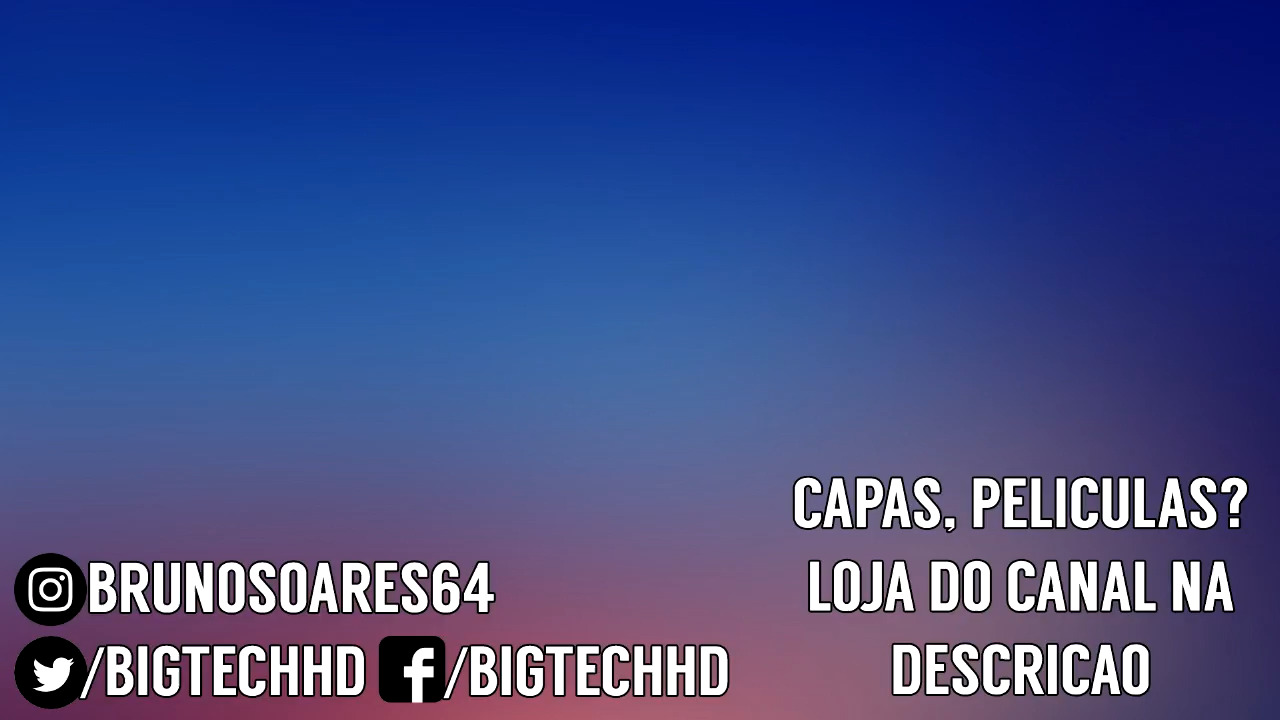 CAPAS, PELICULAS?
LOJA DO CANAL NA
DESCRICAO
BRUNOSOARES64
/BIGTECHHD /BIGTECHHD